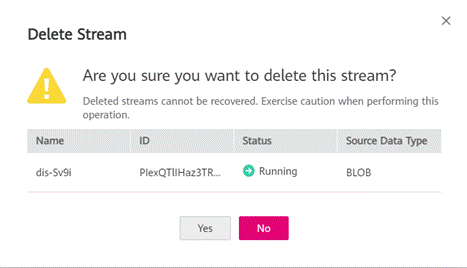 Delete Stream
Are you sure you want to delete this stream?
Deleted streams cannot be recovered. Exercise caution when performing this
operation.
Name ID Status Source Data Type
dis-Sv9i PIexQTlIHaz3TR... Running BLOB
Yes No